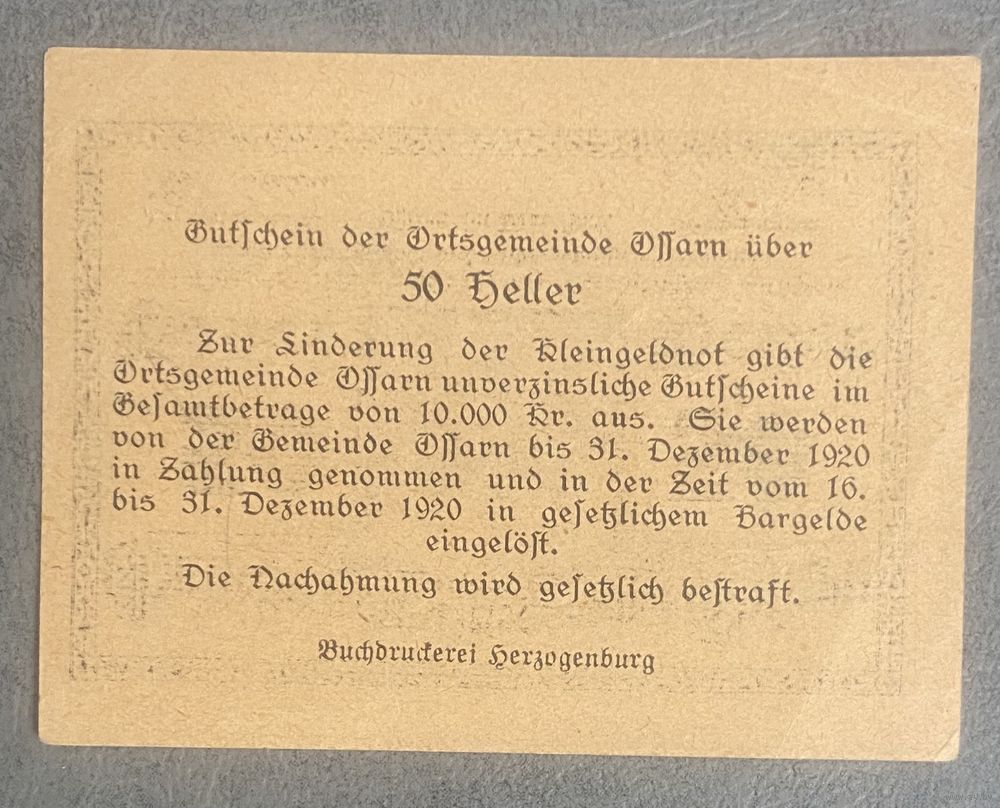 Gutschein der Ortsgemeinde Ossarn über
50 Heller
Zur Linderung der Kleingeldnot gibt die
Ortsgemeinde Ossarn unverzinsliche Gutscheine im
Gesamtbetrage von 10.000 Kr. aus. Sie werden
von der Gemeinde Ossarn bis 31. Dezember 1920
in Zahlung genommen und in der Zeit vom 16.
bis 31. Dezember 1920 in gesetzlichem Bargelde
eingelöst.
Die Nachahmung wird gesetzlich bestraft.
Buchdruckerei Herzogenburg